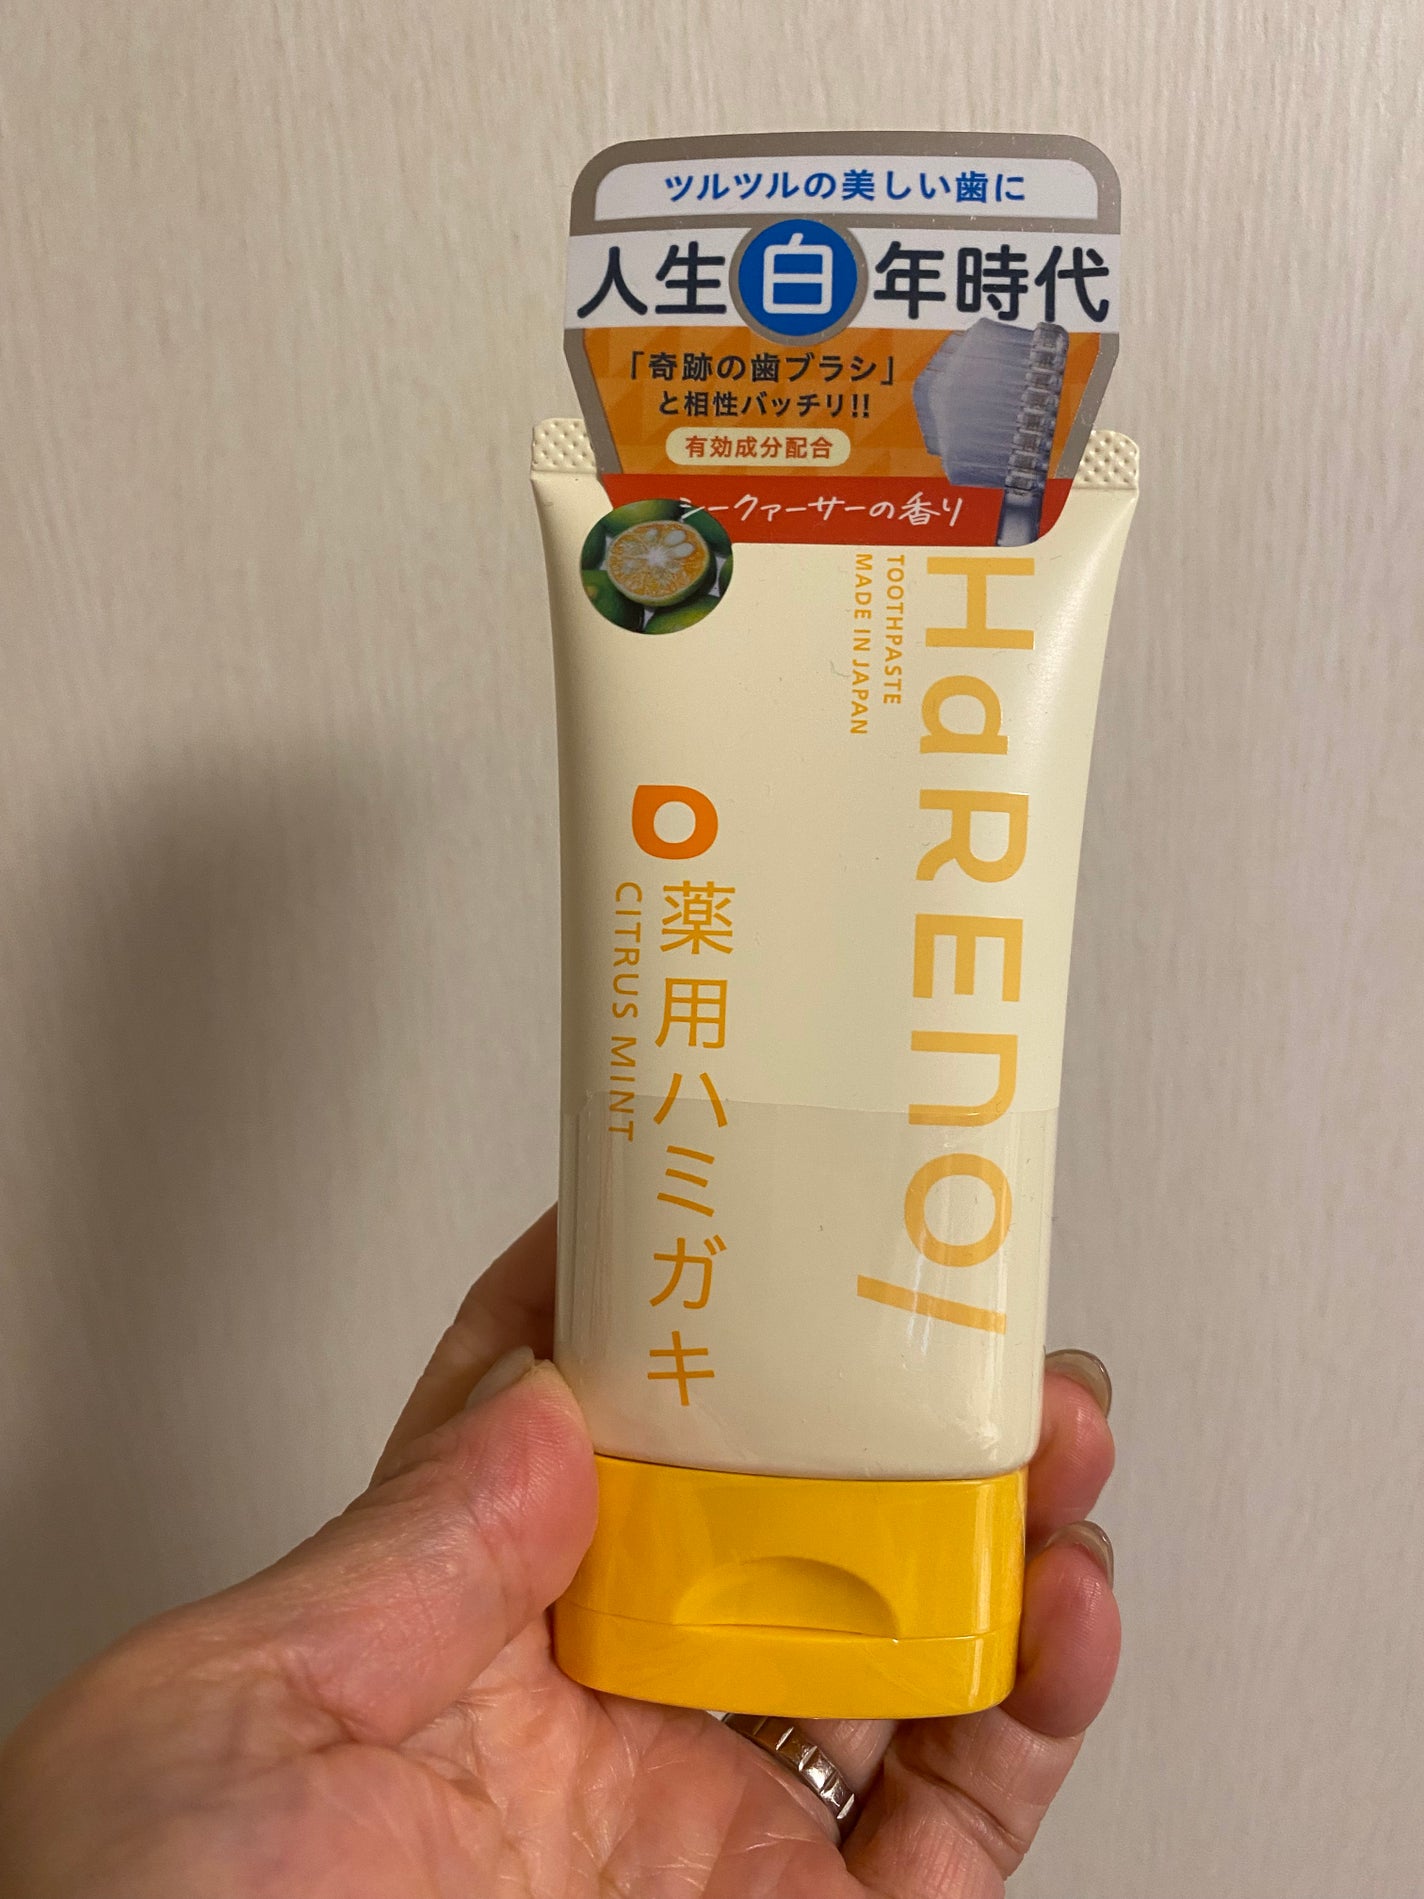 ツルツルの美しい歯に
人生白年時代
「奇跡の歯ブラシ」
と相性バッチリ!!
有効成分配合
シークァーサーの香り
HaREno/
TOOTHPASTE
MADE IN JAPAN
薬用ハミガキ
CITRUS MINT